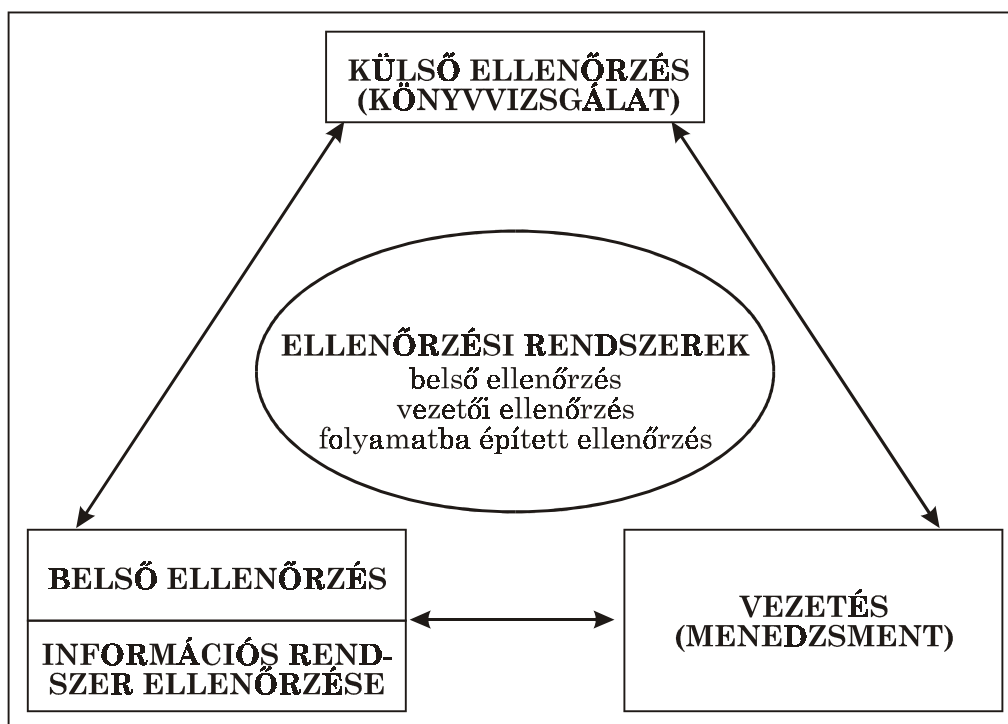 KÜLSŐ ELLENŐRZÉS
(KÖNYVVIZSGÁLAT)
ELLENŐRZÉSI RENDSZEREK
belső ellenőrzés
vezetői ellenőrzés
folyamatba épített ellenőrzés
BELSŐ ELLENŐRZÉS
INFORMÁCIÓS REND-
SZER ELLENŐRZÉSE
VEZETÉS
(MENEDZSMENT)